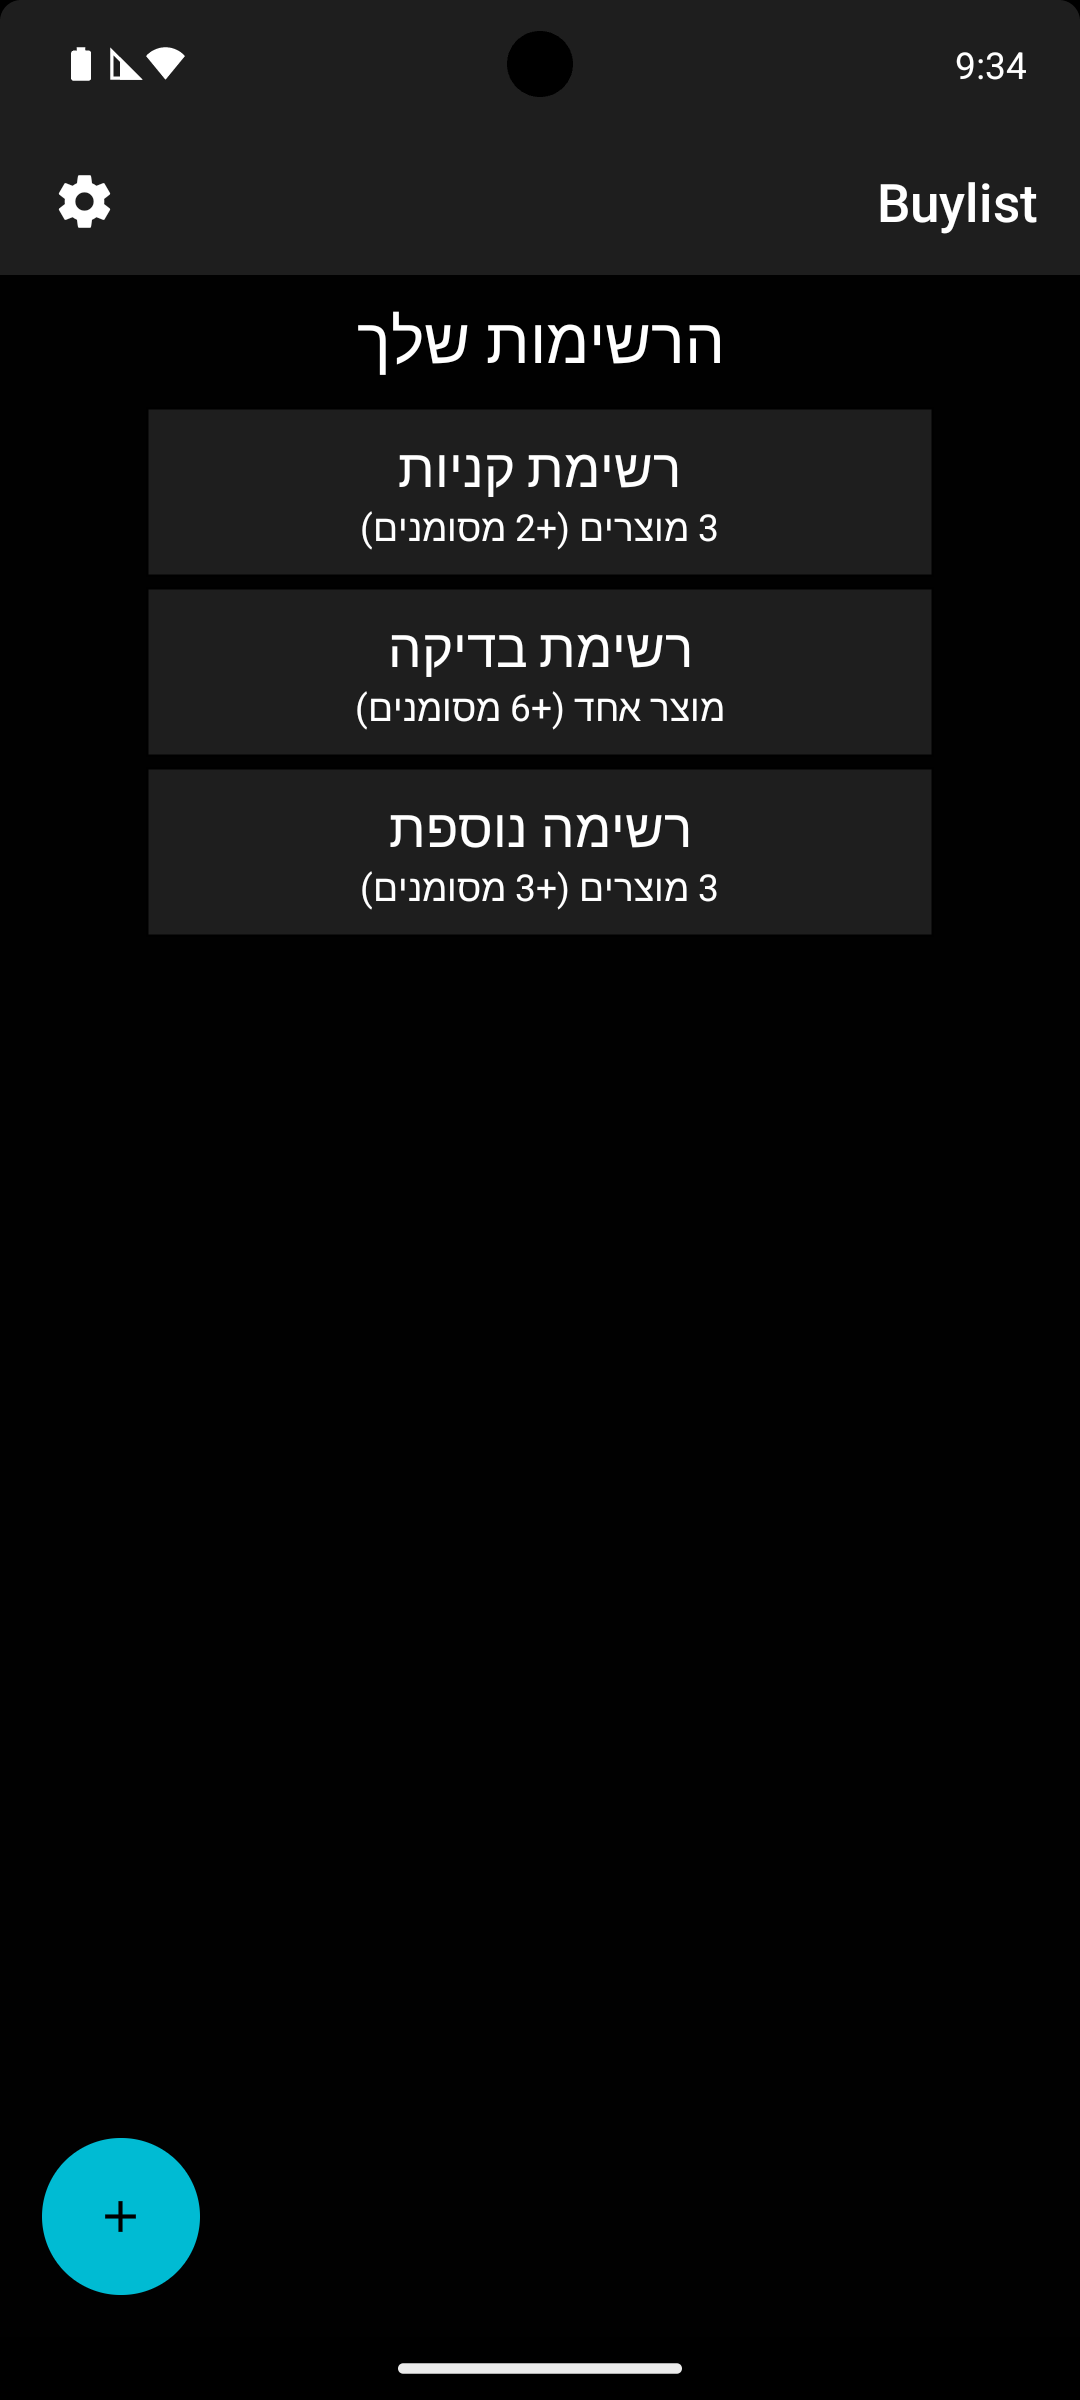 9:34
Buylist
הרשימות שלך
רשימת קניות
3 מוצרים (+2 מסומנים)
רשימת בדיקה
מוצר אחד (+6 מסומנים)
רשימה נוספת
3 מוצרים (+3 מסומנים)